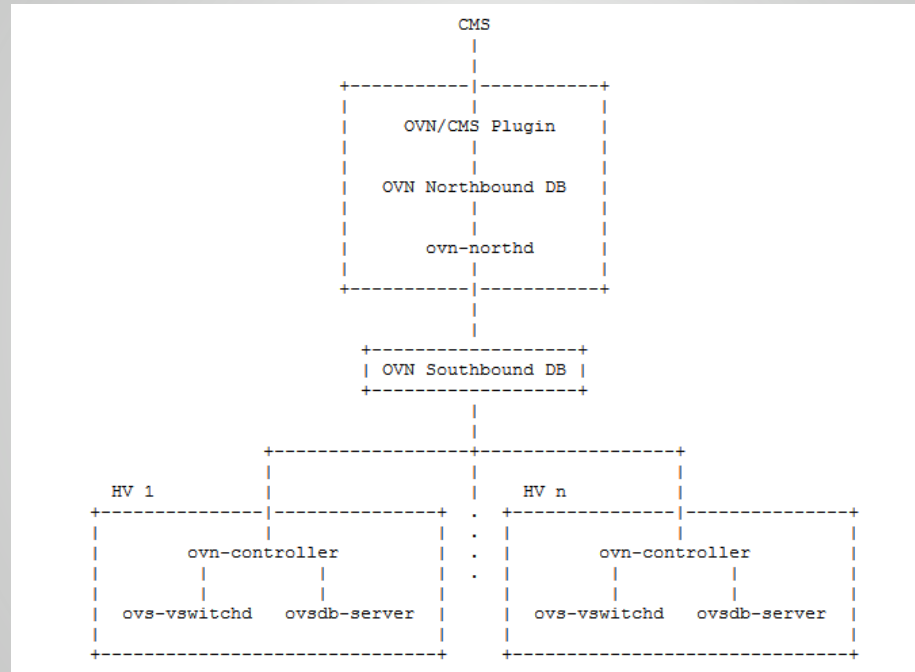 CMS
OVN/CMS Plugin
OVN Northbound DB
ovn-northd
OVN Southbound DB
HV 1 HV n
ovn-controller ovn-controller
ovs-vswitchd ovsdb-server ovs-vswitchd ovsdb-server